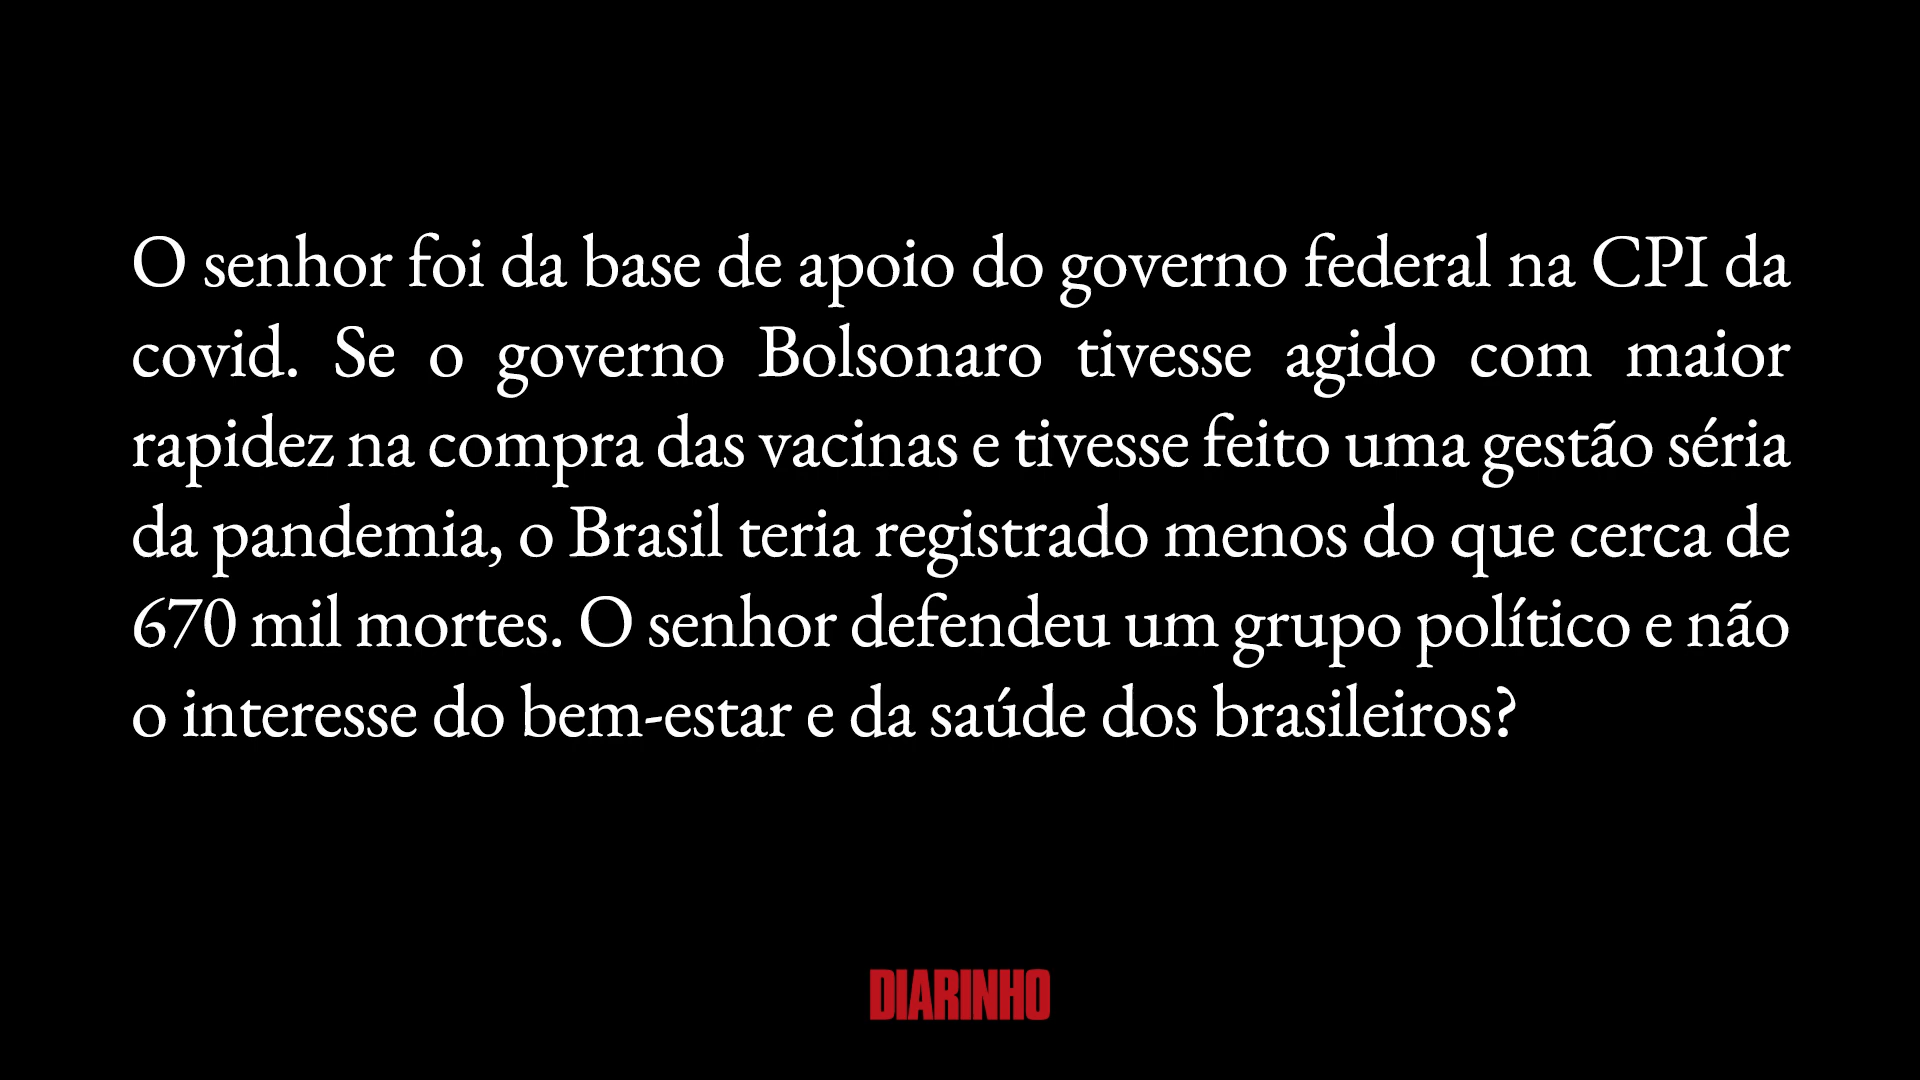 O senhor foi da base de apoio do governo federal na CPI da
covid. Se o governo Bolsonaro tivesse agido com maior
rapidez na compra das vacinas e tivesse feito uma gestão séria
da pandemia, o Brasil teria registrado menos do que cerca de
670 mil mortes. O senhor defendeu um grupo político e não
o interesse do bem-estar e da saúde dos brasileiros?
DIARINHO